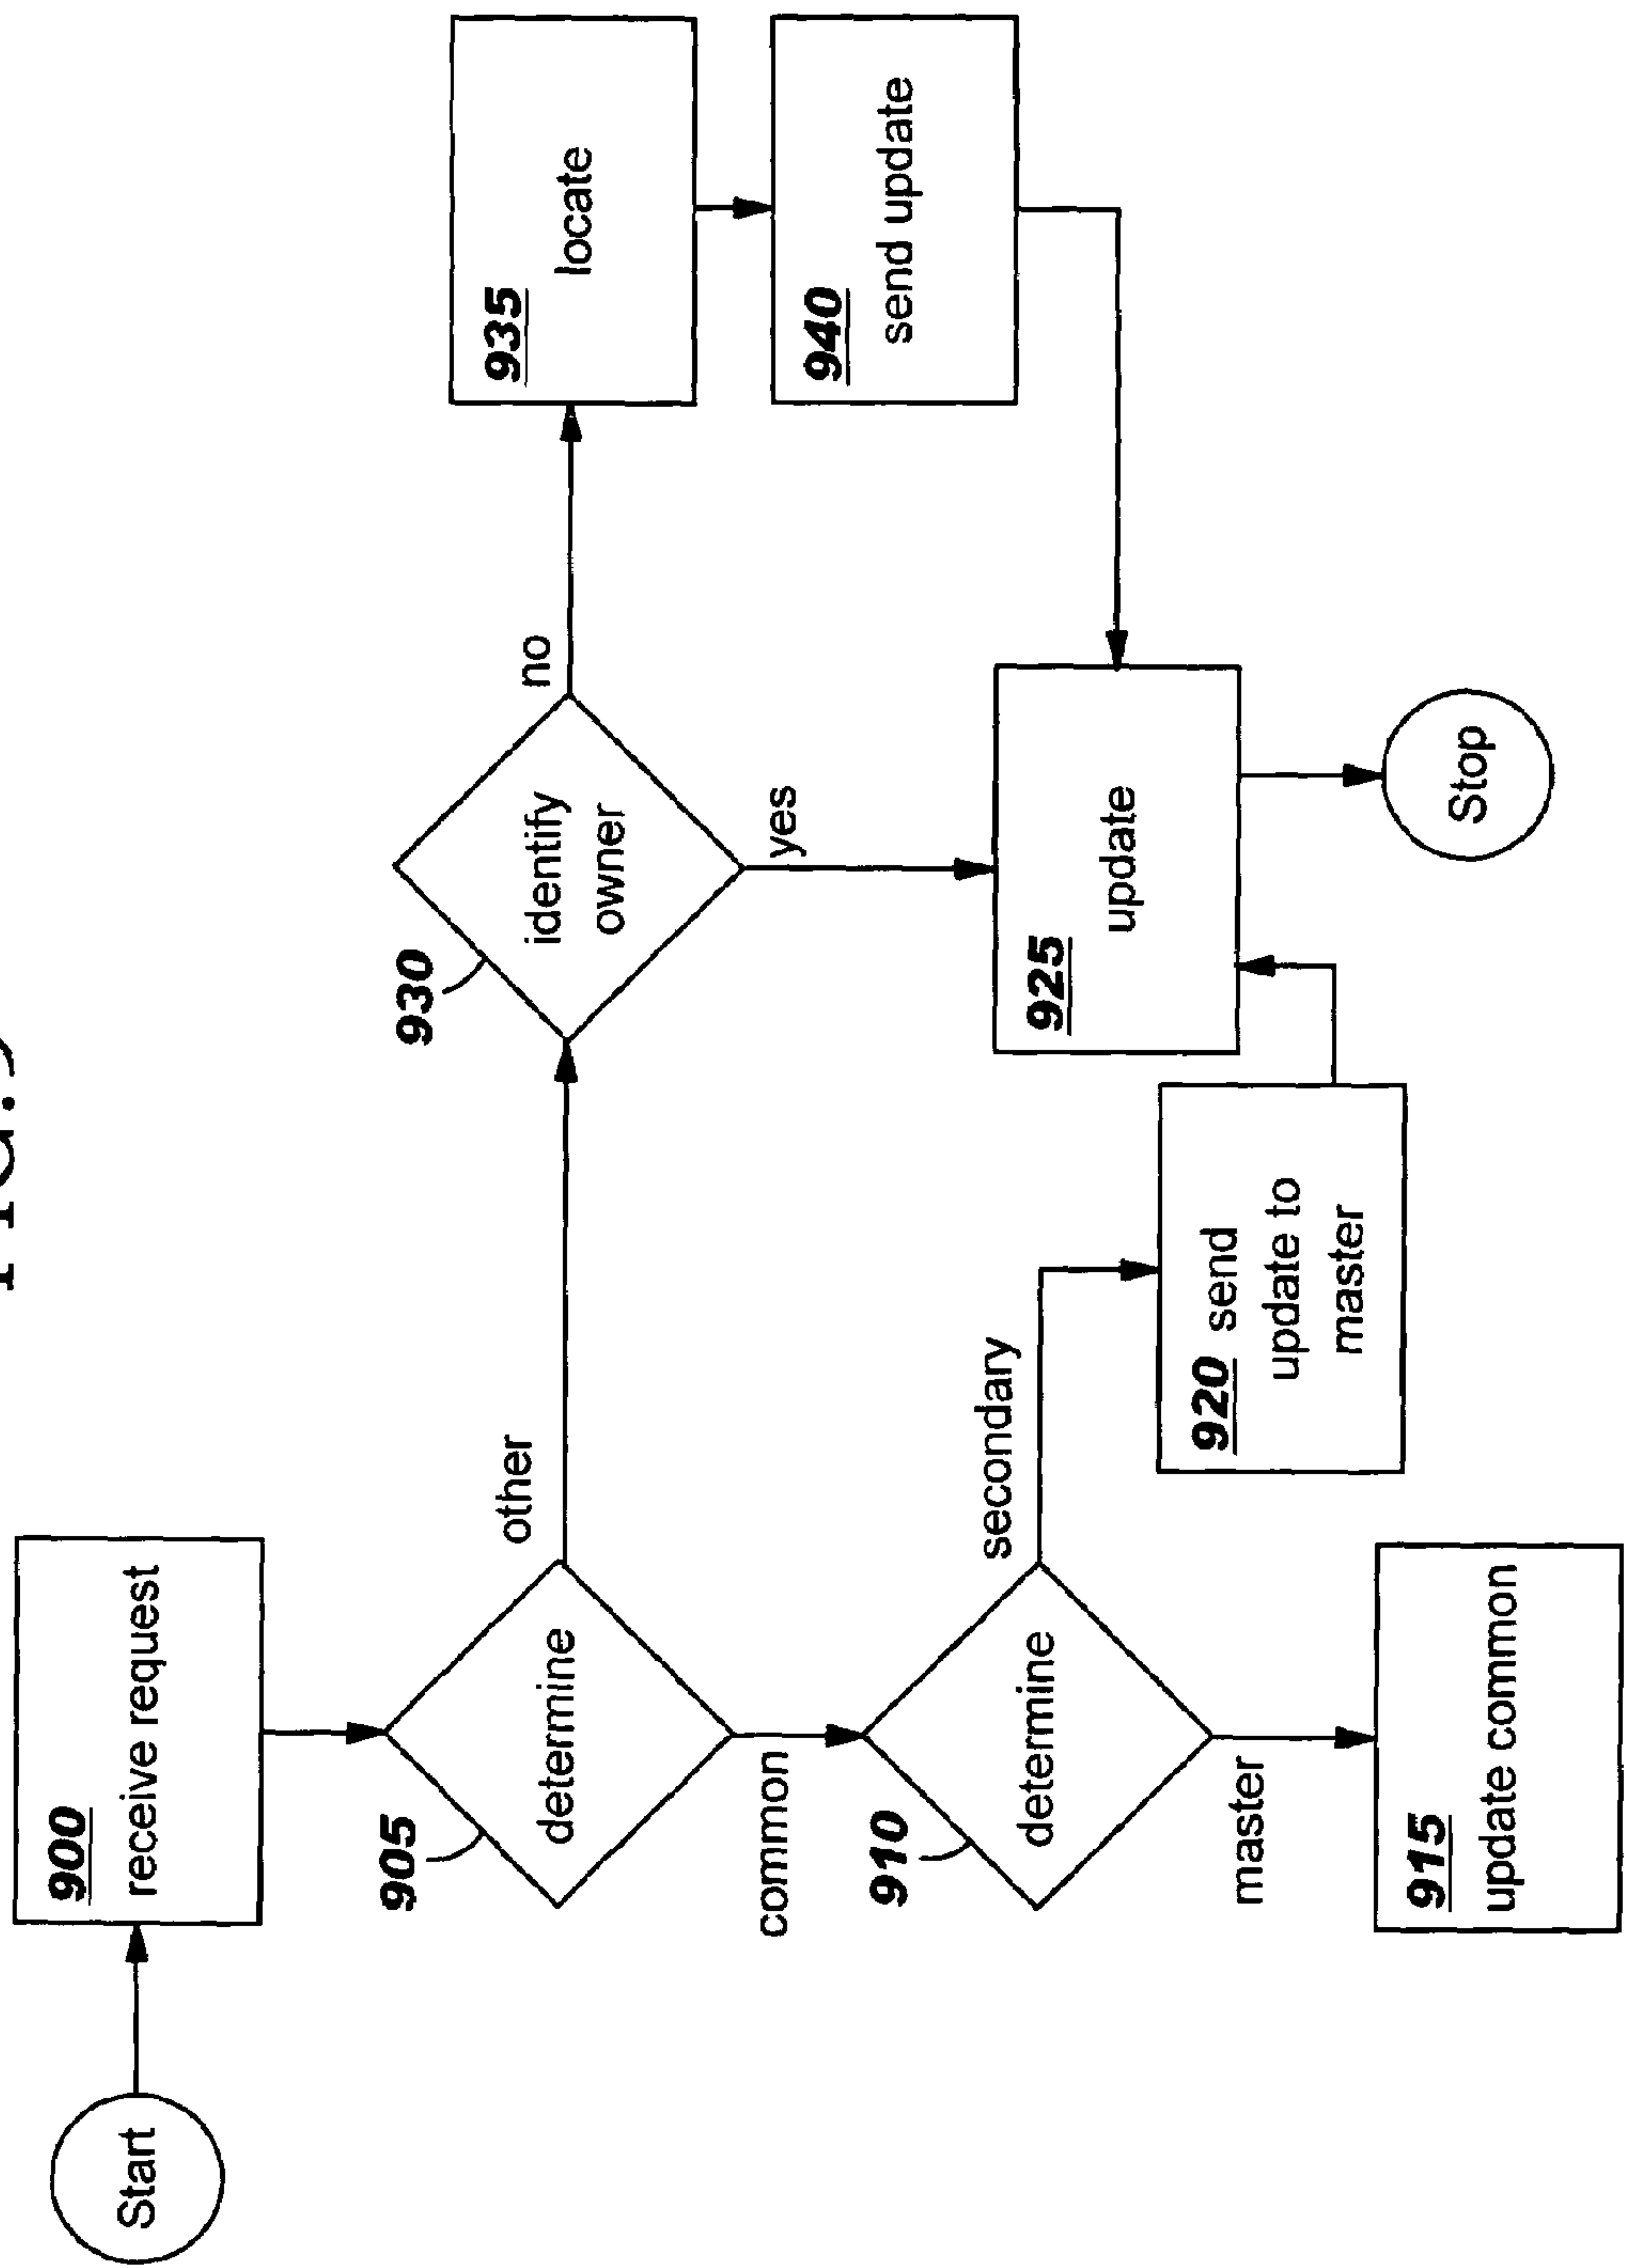 Start
900
receive request
905
determine
other
common
910
determine
secondary
master
915
update common
920 send
update to
master
930
identify
owner
no
yes
935
locate
940
send update
925
update
Stop